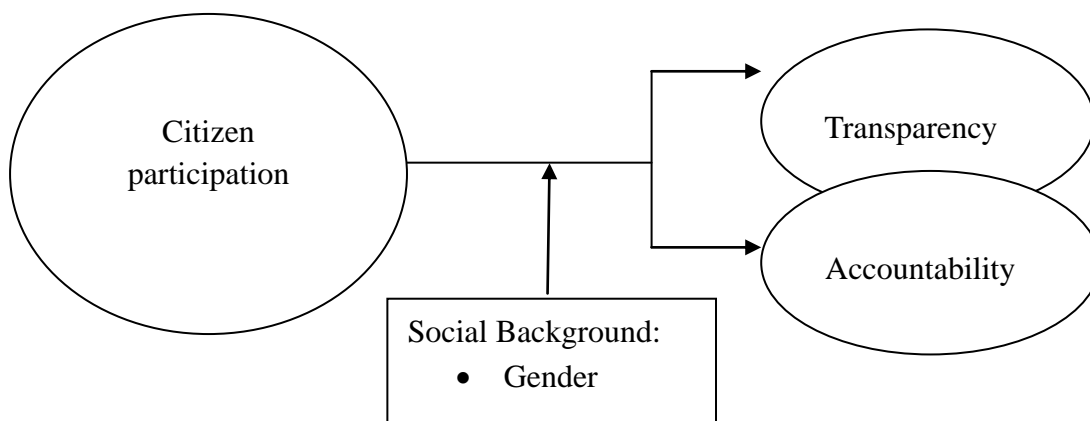 Citizen
participation
Transparency
Accountability
Social Background:
• Gender